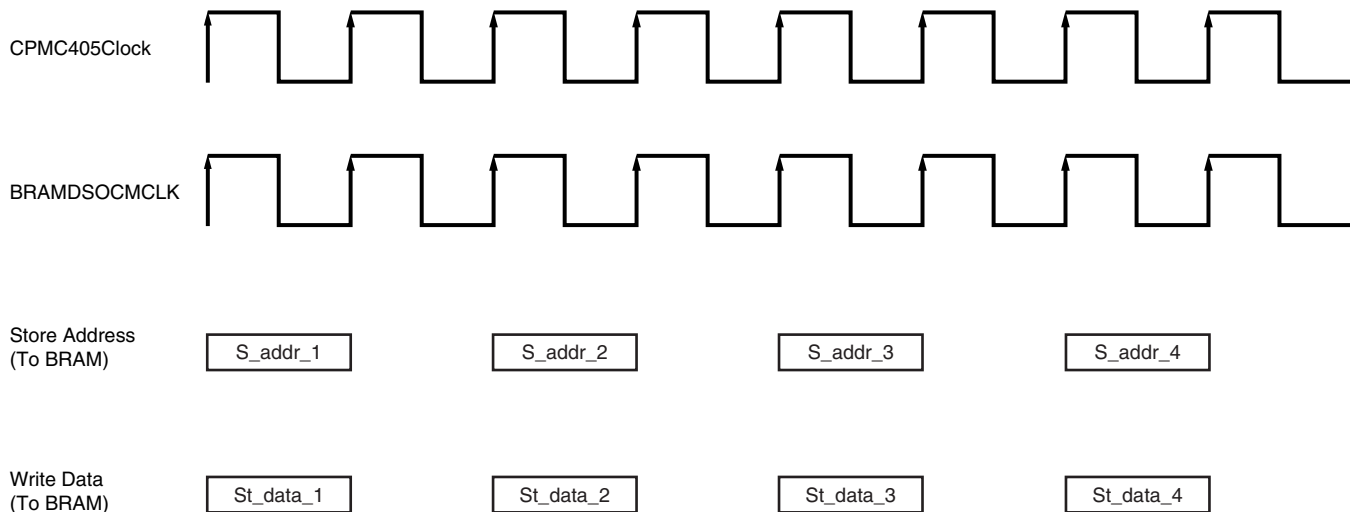 CPMC405Clock
BRAMDSOCMCLK
Store Address
(To BRAM)
S_addr_1 S_addr_2 S_addr_3 S_addr_4
Write Data
(To BRAM)
St_data_1 St_data_2 St_data_3 St_data_4